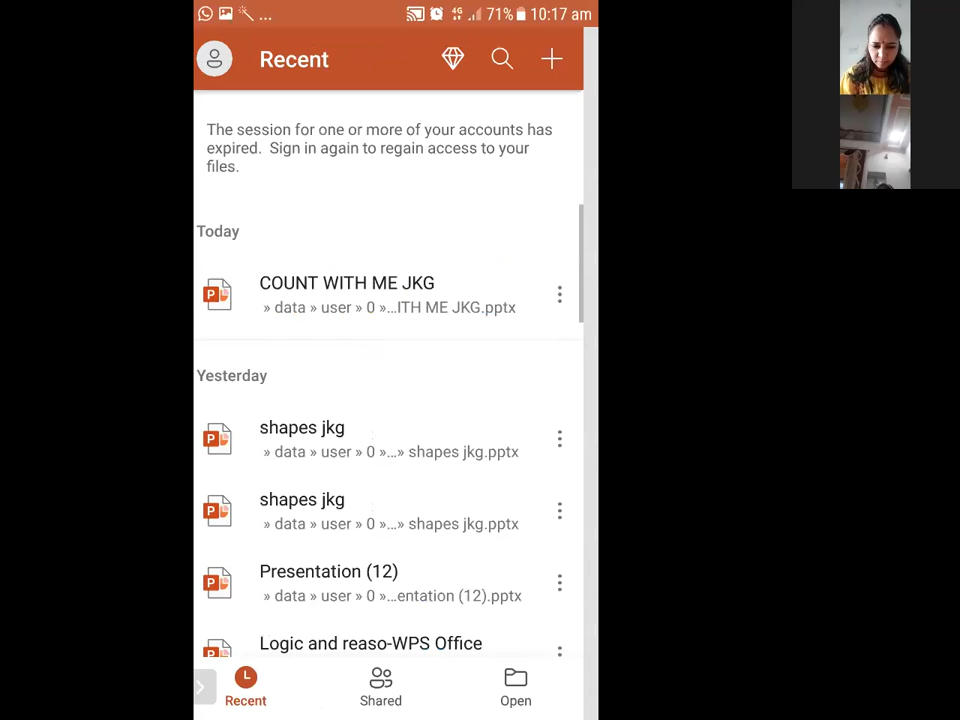 ... 4G 71% 10:17 am
Recent
The session for one or more of your accounts has
expired. Sign in again to regain access to your
files.
Today
COUNT WITH ME JKG
» data » user » 0 »...ITH ME JKG.pptx
Yesterday
shapes jkg
» data » user » 0 »...» shapes jkg.pptx
shapes jkg
» data » user » 0 »...» shapes jkg.pptx
Presentation (12)
» data » user » 0 »...entation (12).pptx
Logic and reaso-WPS Office
Recent Shared Open